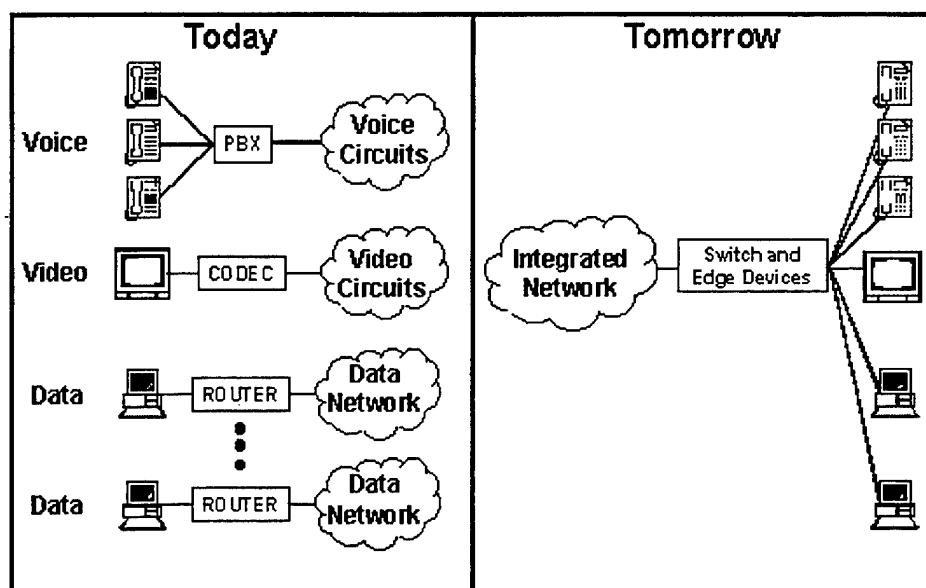 Today
Voice
PBX
Voice
Circuits
Video
CODEC
Video
Circuits
Data
ROUTER
Data
Network
Data
ROUTER
Data
Network
Tomorrow
Integrated
Network
Switch and
Edge Devices